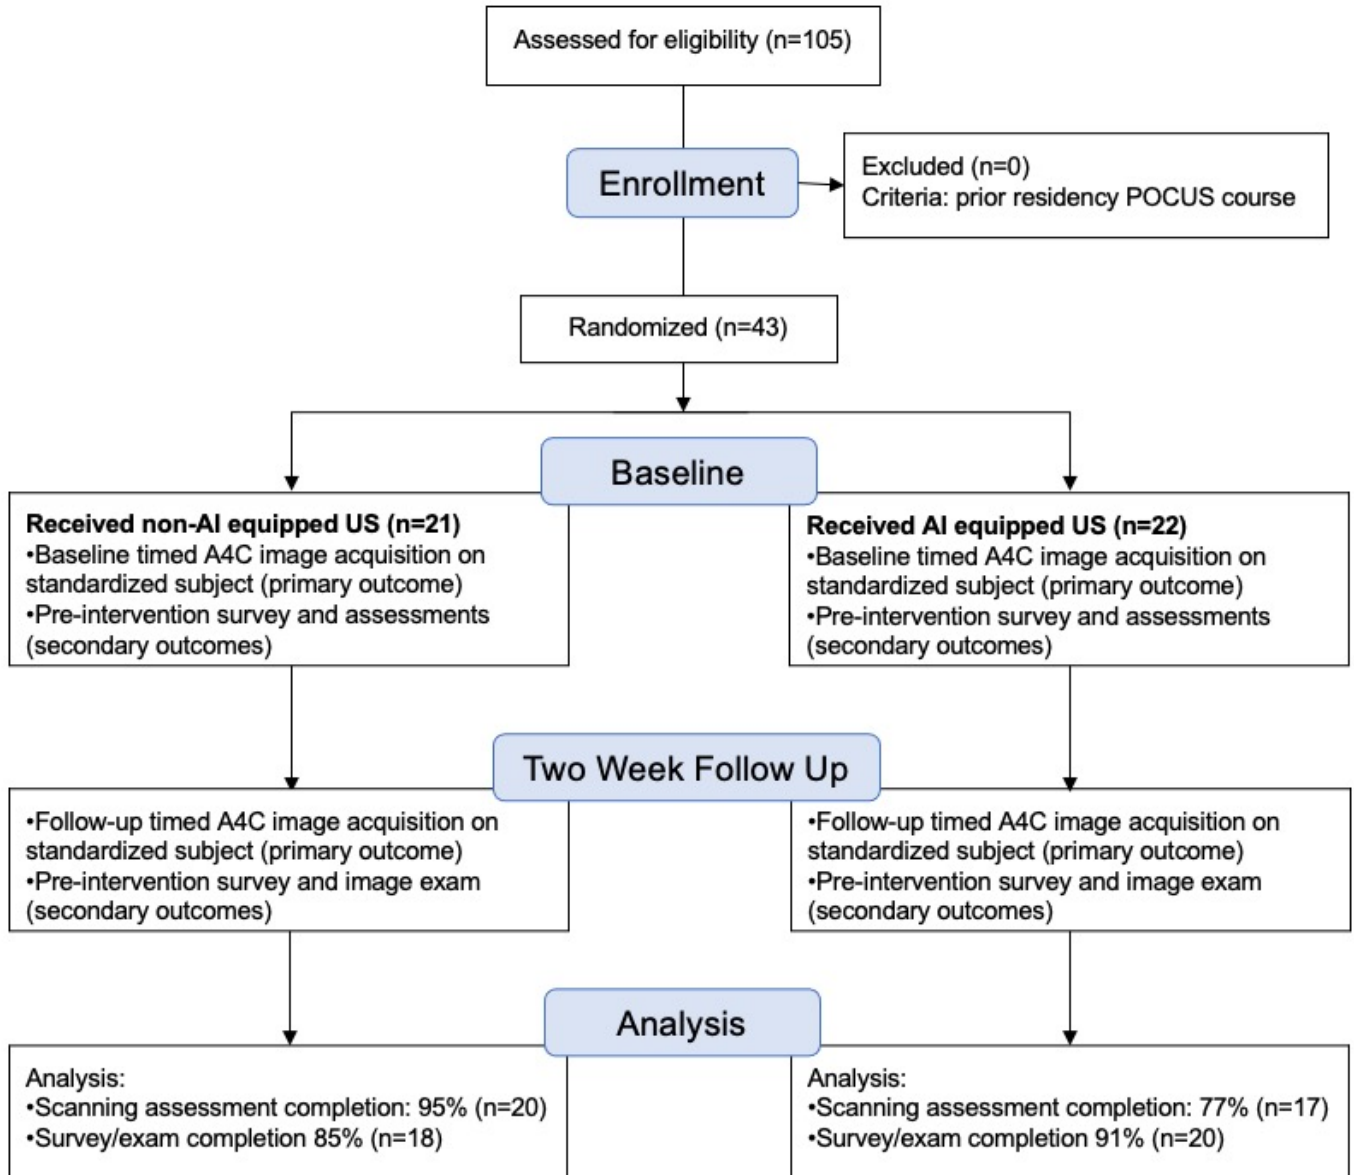 Assessed for eligibility (n=105)
Enrollment
Excluded (n=0)
Criteria: prior residency POCUS course
Randomized (n=43)
Baseline
Received non-AI equipped US (n=21)
•Baseline timed A4C image acquisition on
standardized subject (primary outcome)
•Pre-intervention survey and assessments
(secondary outcomes)
Received AI equipped US (n=22)
•Baseline timed A4C image acquisition on
standardized subject (primary outcome)
•Pre-intervention survey and assessments
(secondary outcomes)
Two Week Follow Up
•Follow-up timed A4C image acquisition on
standardized subject (primary outcome)
•Pre-intervention survey and image exam
(secondary outcomes)
•Follow-up timed A4C image acquisition on
standardized subject (primary outcome)
•Pre-intervention survey and image exam
(secondary outcomes)
Analysis
Analysis:
•Scanning assessment completion: 95% (n=20)
•Survey/exam completion 85% (n=18)
Analysis:
•Scanning assessment completion: 77% (n=17)
•Survey/exam completion 91% (n=20)